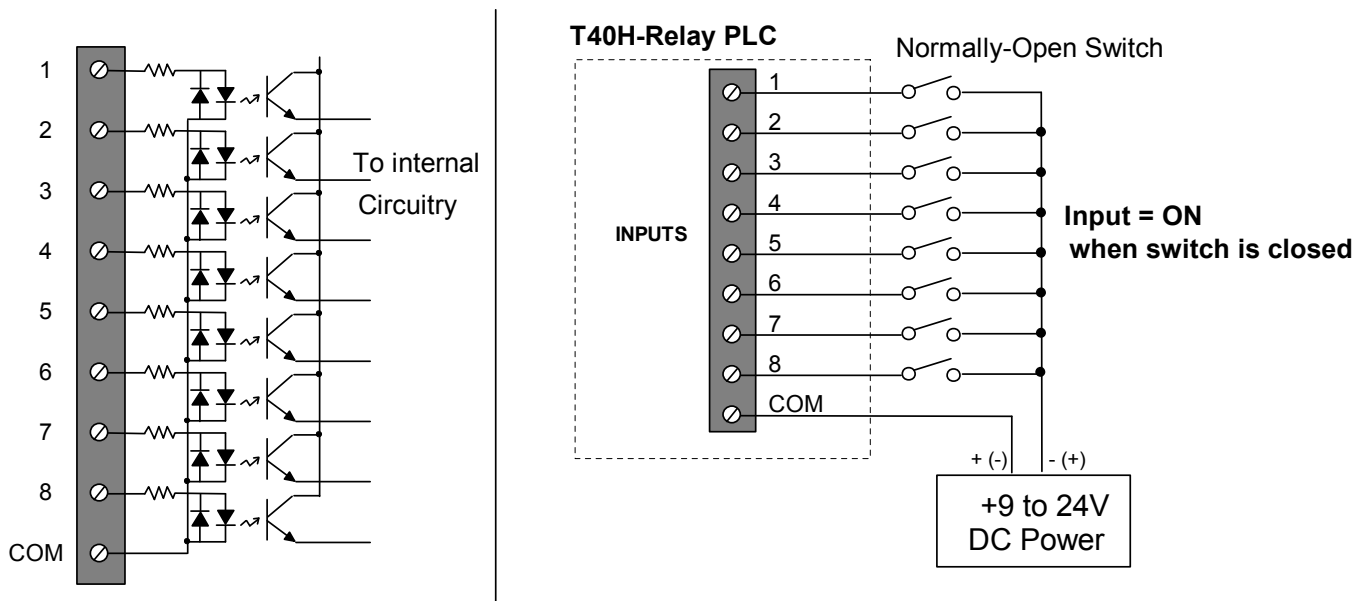 1
2
3
4
5
6
7
8
COM
To internal
Circuitry
T40H-Relay PLC
Normally-Open Switch
1
2
3
4
5
6
7
8
COM
INPUTS
Input = ON
when switch is closed
+ (-)
- (+)
+9 to 24V
DC Power